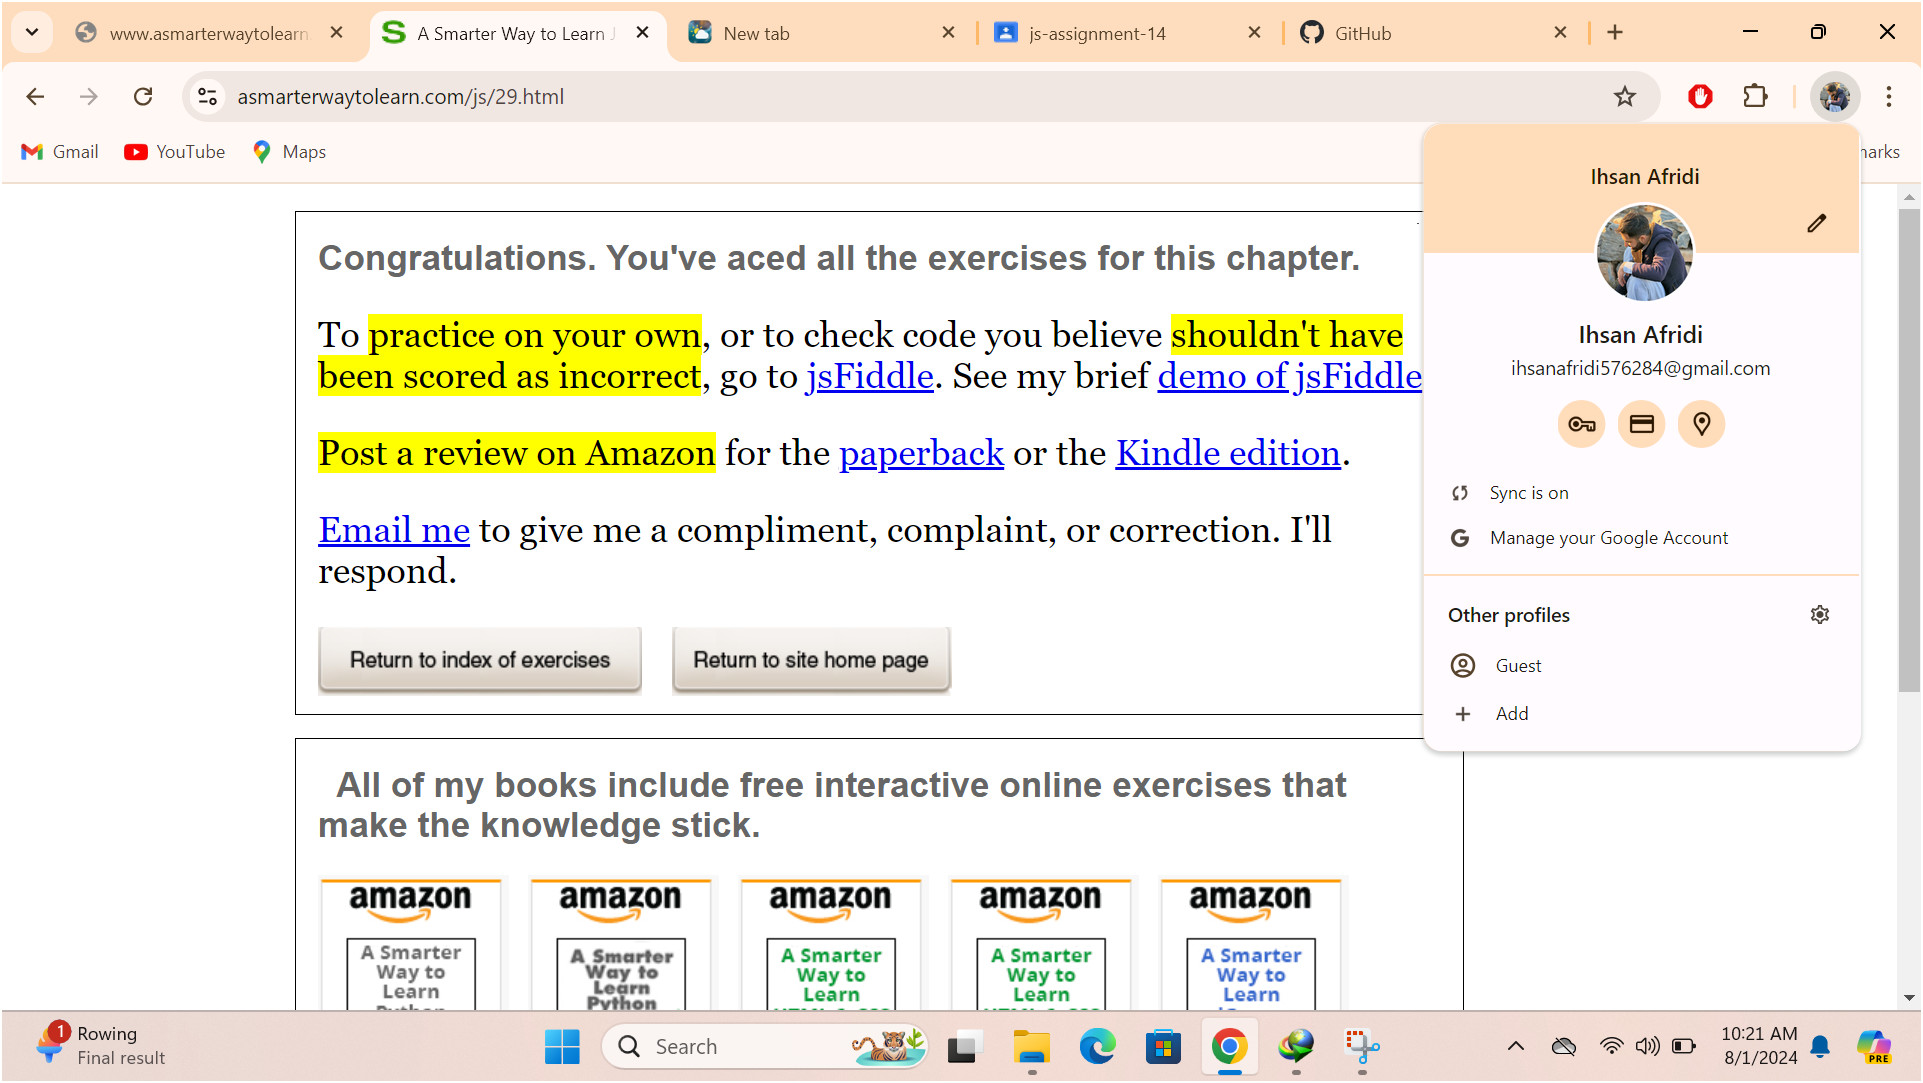 www.asmarterwaytolearn.
A Smarter Way to Learn J
New tab
js-assignment-14
GitHub
asmarterwaytolearn.com/js/29.html
Gmail
YouTube
Maps
marks
Ihsan Afridi
Ihsan Afridi
ihsanafridi576284@gmail.com
Sync is on
Manage your Google Account
Other profiles
Guest
Add
Congratulations. You've aced all the exercises for this chapter.
To practice on your own, or to check code you believe shouldn't have
been scored as incorrect, go to jsFiddle. See my brief demo of jsFiddle
Post a review on Amazon for the paperback or the Kindle edition.
Email me to give me a compliment, complaint, or correction. I'll
respond.
Return to index of exercises
Return to site home page
All of my books include free interactive online exercises that
make the knowledge stick.
amazon
A Smarter
Way to
Learn
Python
amazon
A Smarter
Way to
Learn
Python
amazon
A Smarter
Way to
Learn
HTML & CSS
amazon
A Smarter
Way to
Learn
HTML & CSS
amazon
A Smarter
Way to
Learn
1
Rowing
Final result
Search
10:21 AM
8/1/2024
PRE